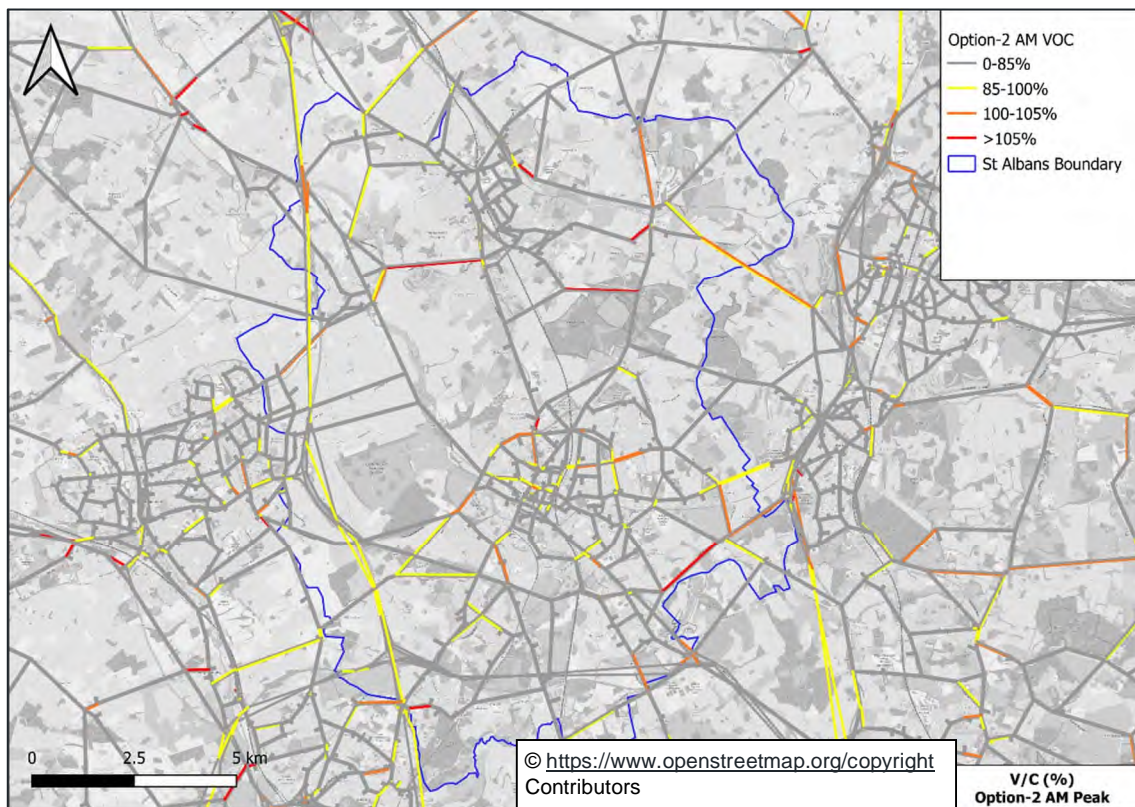 Option-2 AM VOC
0-85%
85-100%
100-105%
>105%
St Albans Boundary
0 2.5 5 km
© https://www.openstreetmap.org/copyright
Contributors
V/C (%)
Option-2 AM Peak